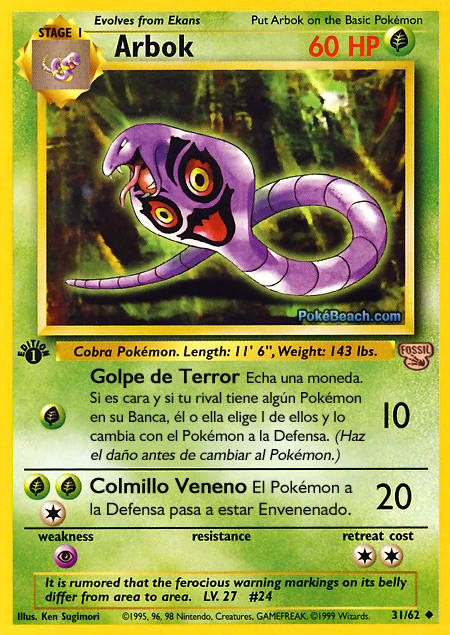 Evolves from Ekans
Put Arbok on the Basic Pokémon
STAGE 1
Arbok
60 HP
PokéBeach.com
EDITION
1
Cobra Pokémon. Length: 11' 6", Weight: 143 lbs.
FOSSIL
Golpe de Terror Echa una moneda.
Si es cara y si tu rival tiene algún Pokémon
en su Banca, él o ella elige 1 de ellos y lo
cambia con el Pokémon a la Defensa. (Haz
el daño antes de cambiar al Pokémon.)
10
Colmillo Veneno El Pokémon a
la Defensa pasa a estar Envenenado.
20
weakness
resistance
retreat cost
It is rumored that the ferocious warning markings on its belly
differ from area to area. LV. 27 #24
Illus. Ken Sugimori
©1995, 96, 98 Nintendo, Creatures, GAMEFREAK. ©1999 Wizards.
31/62